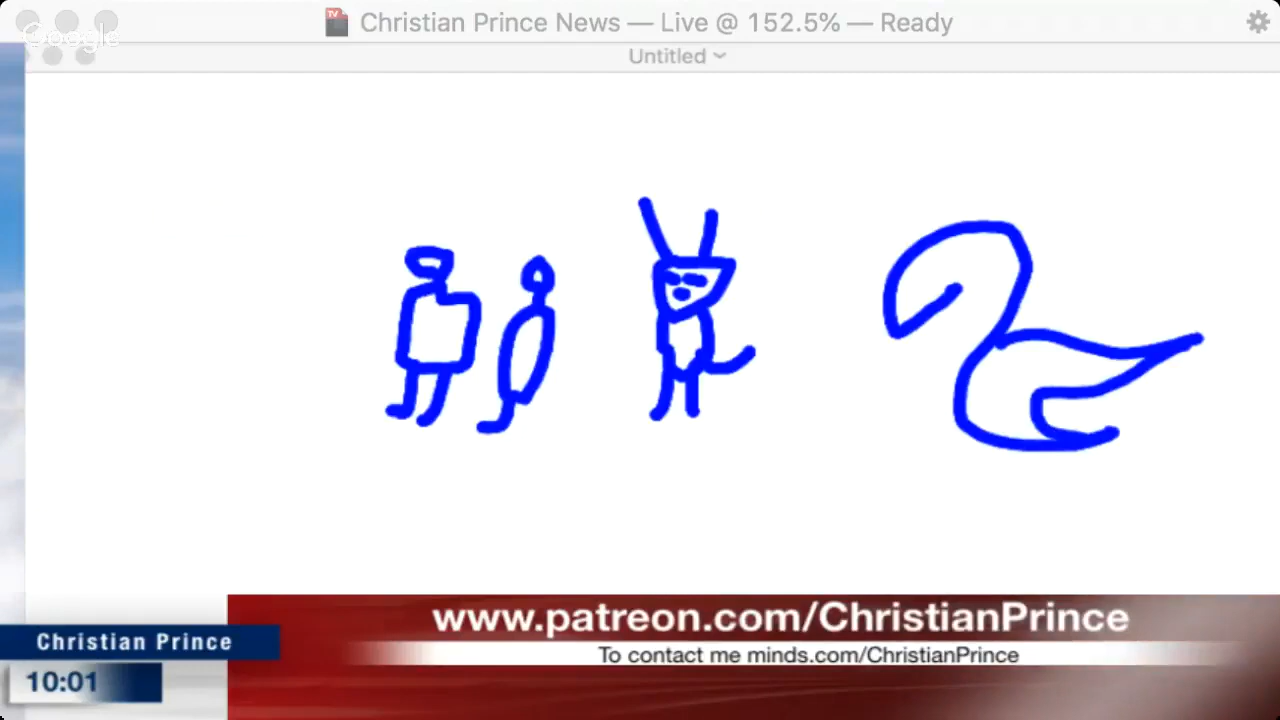 Christian Prince News — Live @ 152.5% — Ready
Google
Untitled
www.patreon.com/ChristianPrince
To contact me minds.com/ChristianPrince
Christian Prince
10:01